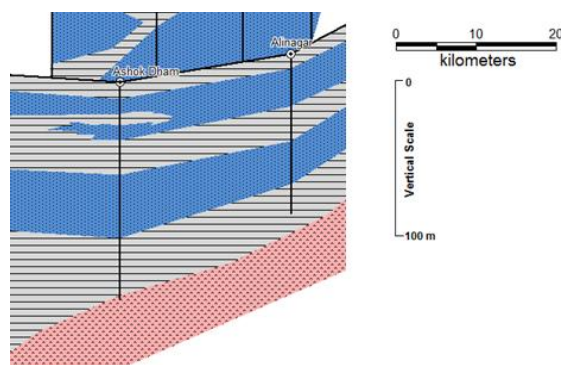 Alinagar
Ashok Dham
0 10 20
kilometers
0
Vertical Scale
100 m